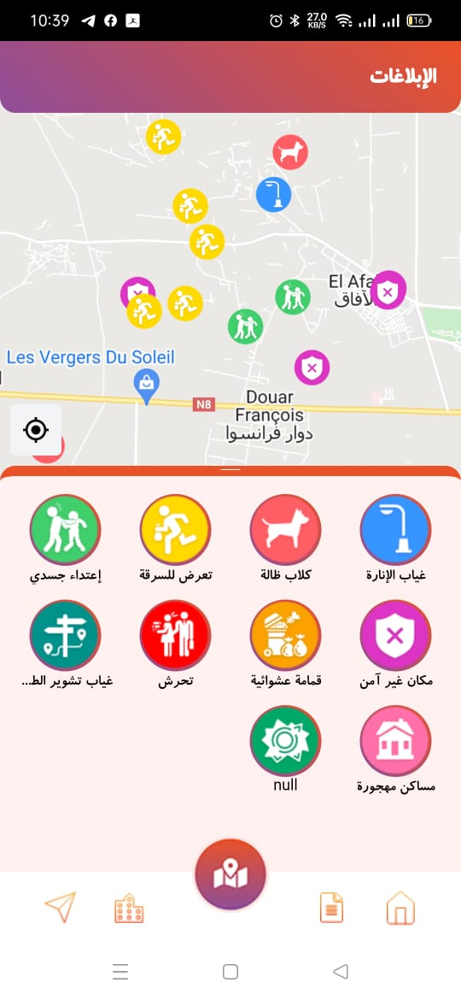 10:39
27.0
KB/S
16
الإبلاغات
El Afa
لآفاق
Les Vergers Du Soleil
N8
Douar
François
دوار فرانسوا
غياب الإنارة
كلاب ظالة
تعرض للسرقة
إعتداء جسدي
مكان غير آمن
قمامة عشوائية
تحرش
غياب تشوير الط...
مساكن مهجورة
null